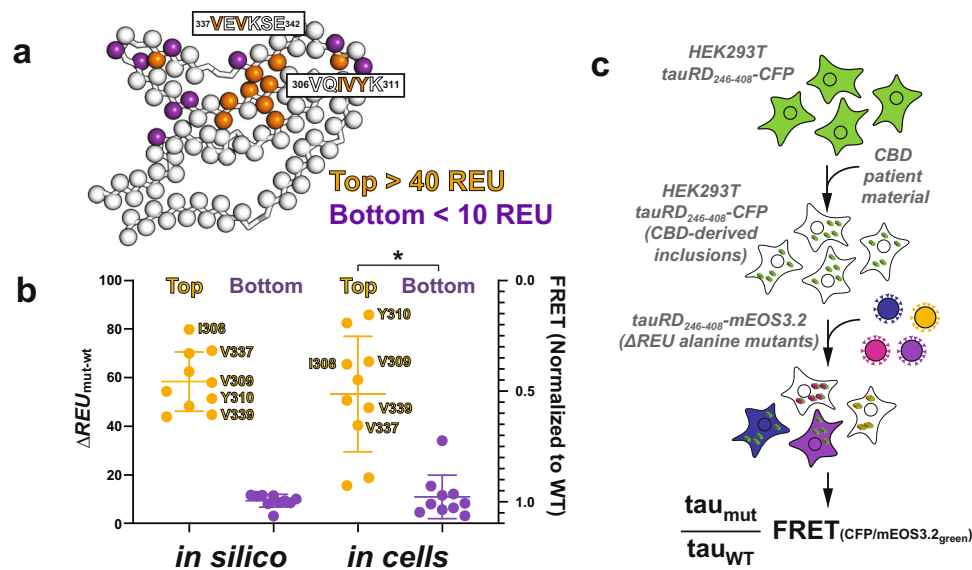 a
337VEVKSE342
306VQIVYK311
Top > 40 REU
Bottom < 10 REU
b
ΔREUmut-wt
100
80
60
40
20
0
Top
Bottom
Top
Bottom
*
I308
V337
V309
Y310
V339
Y310
I308
V309
V339
V337
0.0
0.5
1.0
FRET (Normalized to WT)
in silico
in cells
c
HEK293T
tauRD246-408-CFP
CBD
patient
material
HEK293T
tauRD246-408-CFP
(CBD-derived
inclusions)
tauRD246-408-mEOS3.2
(ΔREU alanine mutants)
taumut
tauWT
FRET(CFP/mEOS3.2green)